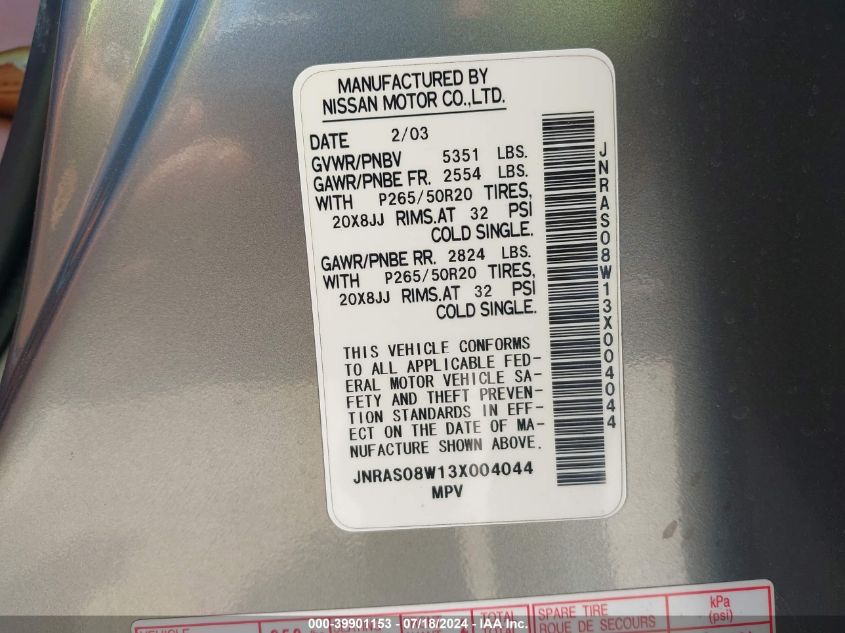 MANUFACTURED BY
NISSAN MOTOR CO.,LTD.
DATE 2/03
GVWR/PNBV 5351 LBS.
GAWR/PNBE FR. 2554 LBS.
WITH P265/50R20 TIRES,
20X8JJ RIMS.AT 32 PSI
COLD SINGLE.
GAWR/PNBE RR. 2824 LBS.
WITH P265/50R20 TIRES,
20X8JJ RIMS.AT 32 PSI
COLD SINGLE.
THIS VEHICLE CONFORMS
TO ALL APPLICABLE FED-
ERAL MOTOR VEHICLE SA-
FETY AND THEFT PREVEN-
TION STANDARDS IN EFF-
ECT ON THE DATE OF MA-
NUFACTURE SHOWN ABOVE.
JNRAS08W13X004044
MPV
JNRAS08W13X004044
SPARE TIRE
ROUE DE SECOURS
kPa
(psi)
TOTAL
VEHICLE
000-39901153 - 07/18/2024 - IAA Inc.